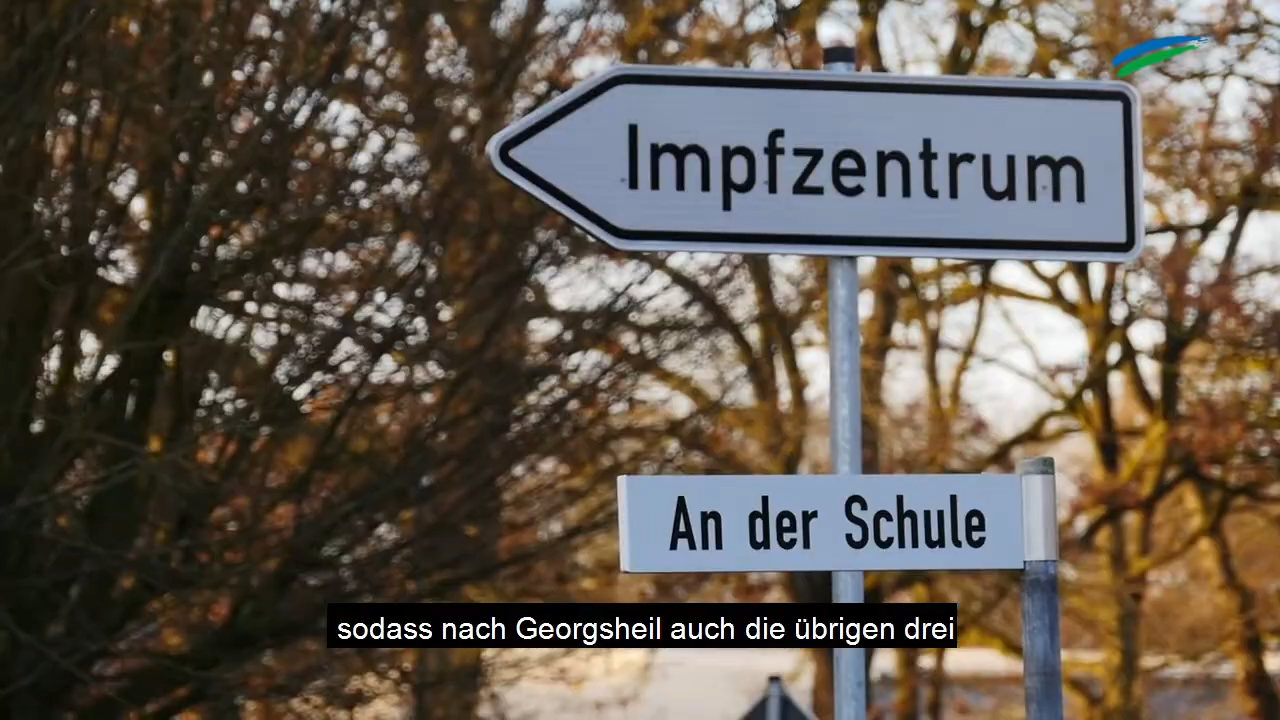 Impfzentrum
An der Schule
sodass nach Georgsheil auch die übrigen drei